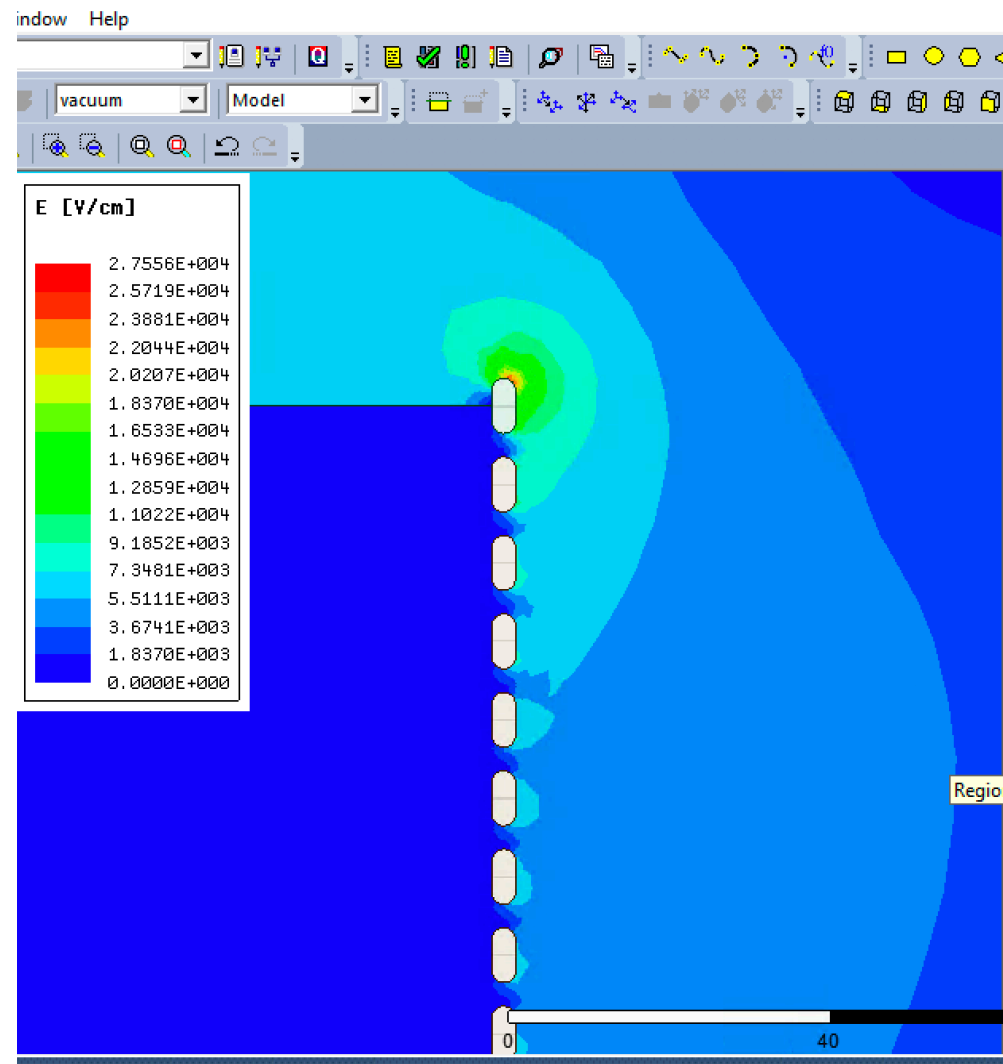 indow Help
vacuum Model
E [V/cm]
2.7556E+004
2.5719E+004
2.3881E+004
2.2044E+004
2.0207E+004
1.8370E+004
1.6533E+004
1.4696E+004
1.2859E+004
1.1022E+004
9.1852E+003
7.3481E+003
5.5111E+003
3.6741E+003
1.8370E+003
0.0000E+000
Regio
0 40